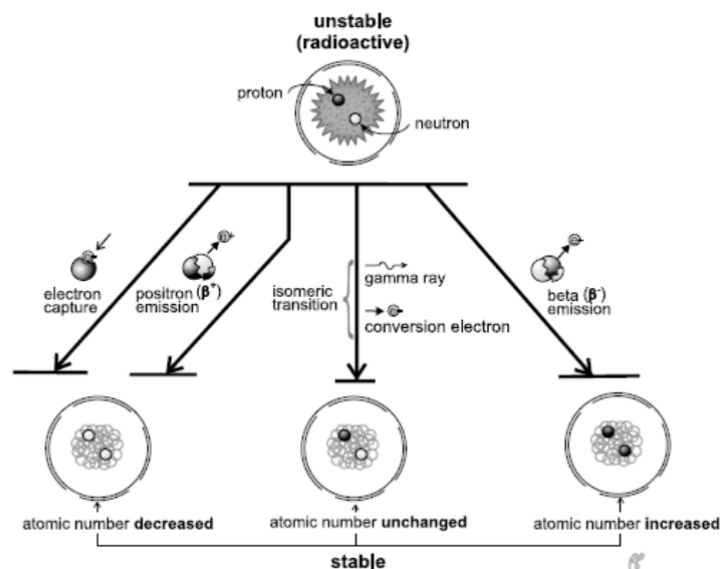 unstable
(radioactive)
proton
neutron
electron
capture
positron (β⁺)
emission
isomeric
transition
gamma ray
conversion electron
beta (β⁻)
emission
atomic number decreased
atomic number unchanged
atomic number increased
stable